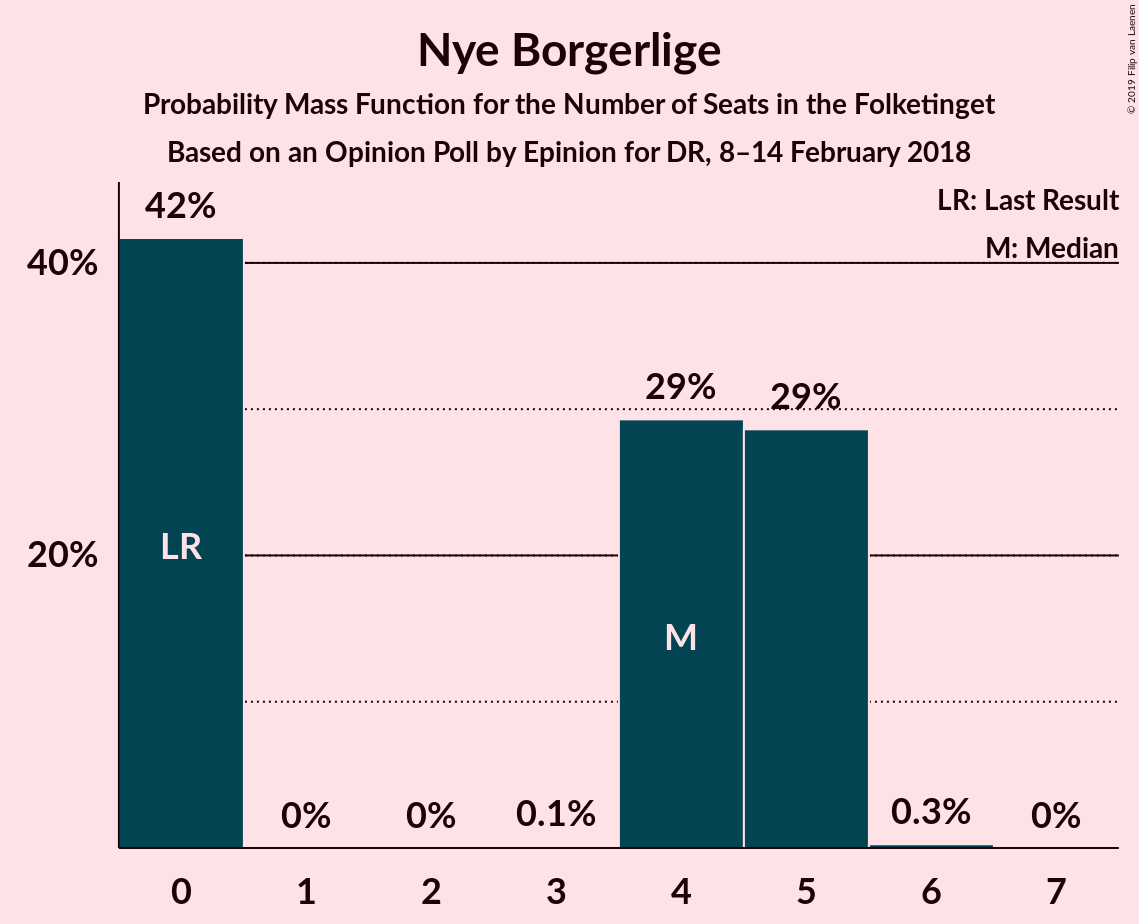 Nye Borgerlige
Probability Mass Function for the Number of Seats in the Folketinget
Based on an Opinion Poll by Epinion for DR, 8–14 February 2018
© 2019 Filip van Laenen
LR: Last Result
M: Median
42%
40%
29%
29%
20%
LR
M
0%
0%
0.1%
0.3%
0%
0 1 2 3 4 5 6 7